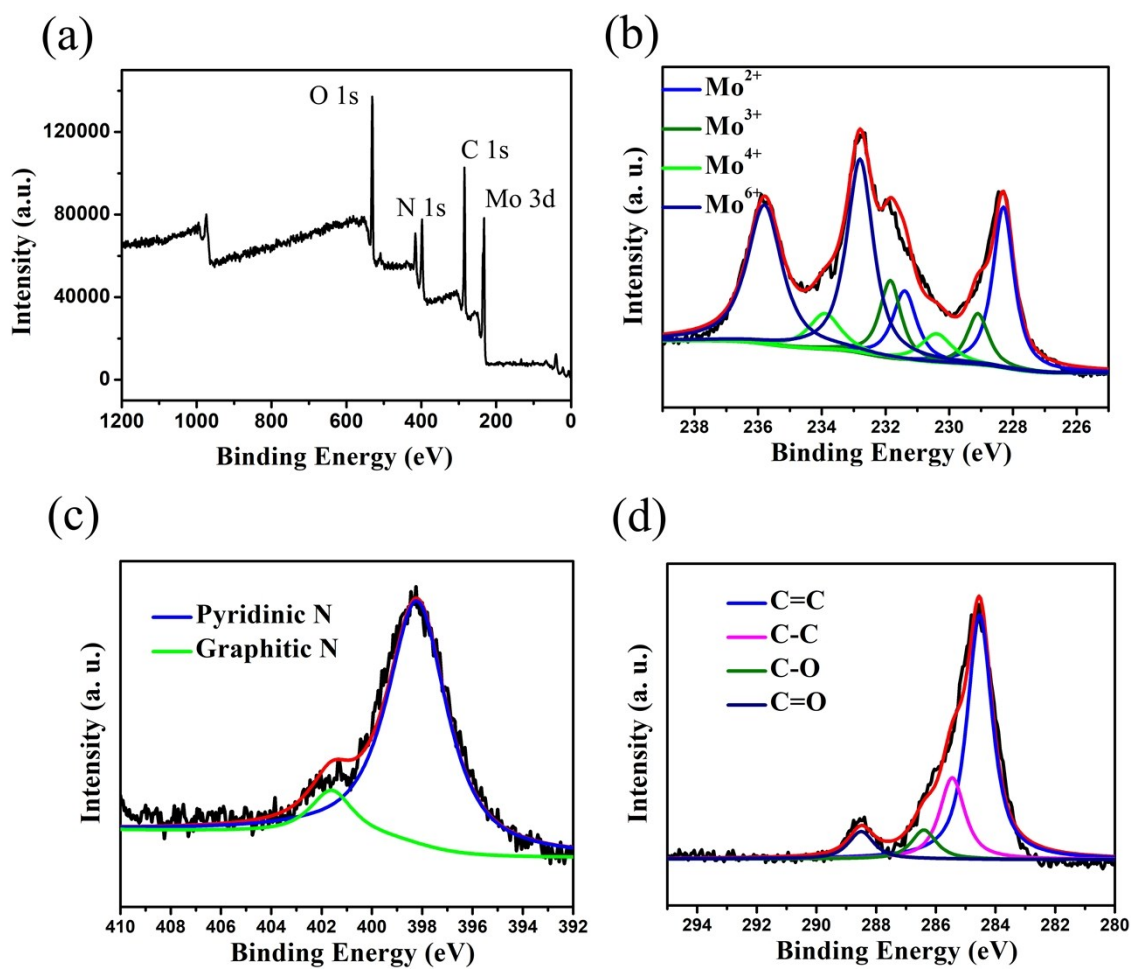 (a)
O 1s
C 1s
N 1s
Mo 3d
120000
80000
40000
0
Intensity (a.u.)
1200 1000 800 600 400 200 0
Binding Energy (eV)
(b)
Mo2+
Mo3+
Mo4+
Mo6+
Intensity (a. u.)
238 236 234 232 230 228 226
Binding Energy (eV)
(c)
Pyridinic N
Graphitic N
Intensity (a. u.)
410 408 406 404 402 400 398 396 394 392
Binding Energy (eV)
(d)
C=C
C-C
C-O
C=O
Intensity (a. u.)
294 292 290 288 286 284 282 280
Binding Energy (eV)